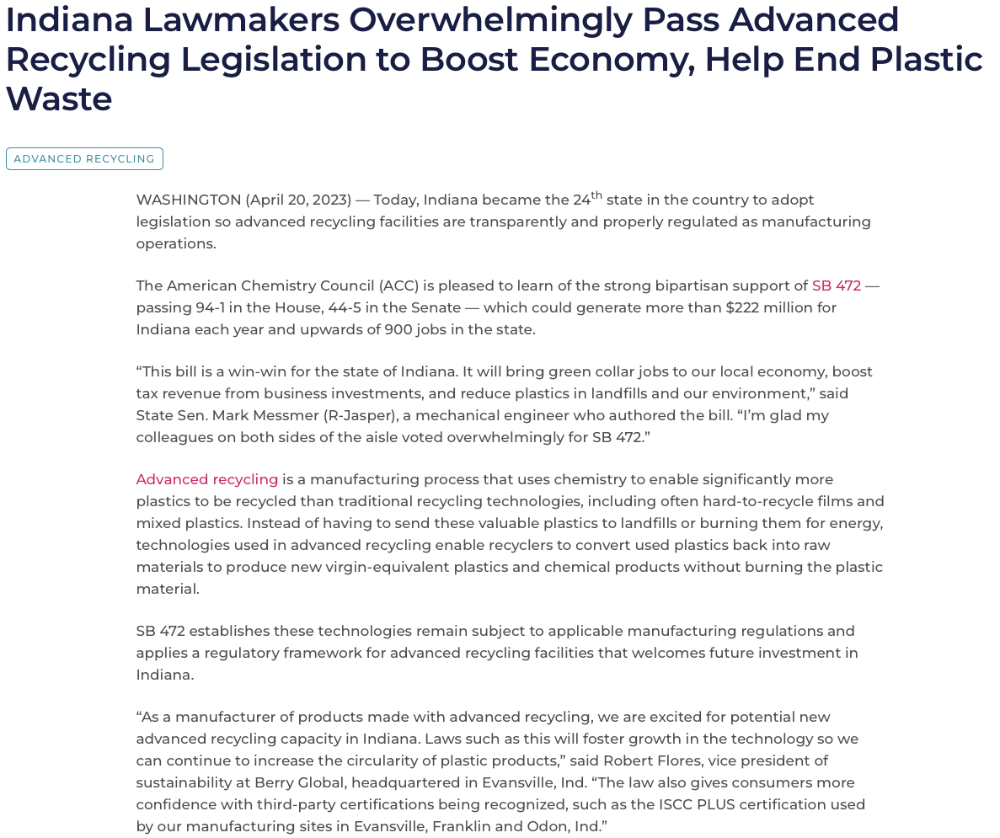 Indiana Lawmakers Overwhelmingly Pass Advanced
Recycling Legislation to Boost Economy, Help End Plastic
Waste
ADVANCED RECYCLING
WASHINGTON (April 20, 2023) — Today, Indiana became the 24th state in the country to adopt
legislation so advanced recycling facilities are transparently and properly regulated as manufacturing
operations.
The American Chemistry Council (ACC) is pleased to learn of the strong bipartisan support of SB 472 —
passing 94-1 in the House, 44-5 in the Senate — which could generate more than $222 million for
Indiana each year and upwards of 900 jobs in the state.
“This bill is a win-win for the state of Indiana. It will bring green collar jobs to our local economy, boost
tax revenue from business investments, and reduce plastics in landfills and our environment,” said
State Sen. Mark Messmer (R-Jasper), a mechanical engineer who authored the bill. “I’m glad my
colleagues on both sides of the aisle voted overwhelmingly for SB 472.”
Advanced recycling is a manufacturing process that uses chemistry to enable significantly more
plastics to be recycled than traditional recycling technologies, including often hard-to-recycle films and
mixed plastics. Instead of having to send these valuable plastics to landfills or burning them for energy,
technologies used in advanced recycling enable recyclers to convert used plastics back into raw
materials to produce new virgin-equivalent plastics and chemical products without burning the plastic
material.
SB 472 establishes these technologies remain subject to applicable manufacturing regulations and
applies a regulatory framework for advanced recycling facilities that welcomes future investment in
Indiana.
“As a manufacturer of products made with advanced recycling, we are excited for potential new
advanced recycling capacity in Indiana. Laws such as this will foster growth in the technology so we
can continue to increase the circularity of plastic products,” said Robert Flores, vice president of
sustainability at Berry Global, headquartered in Evansville, Ind. “The law also gives consumers more
confidence with third-party certifications being recognized, such as the ISCC PLUS certification used
by our manufacturing sites in Evansville, Franklin and Odon, Ind.”